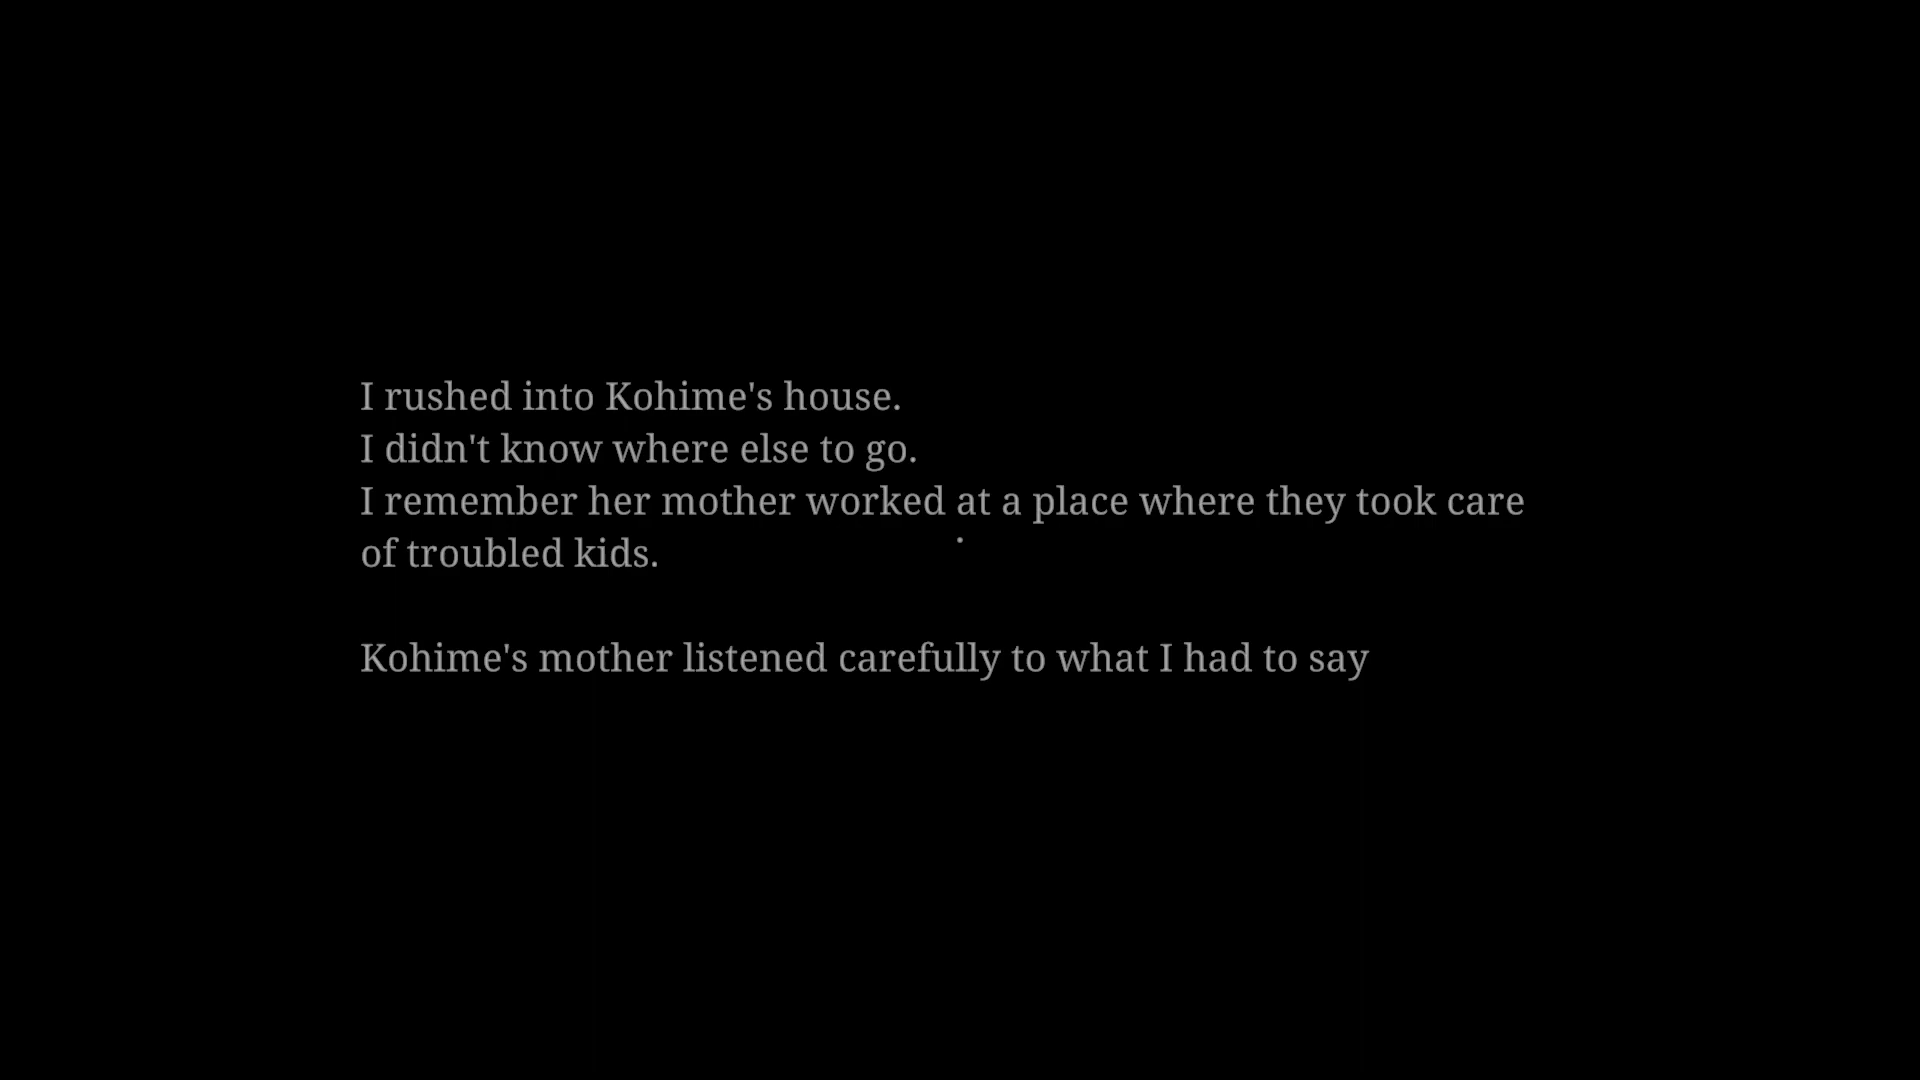 I rushed into Kohime's house.
I didn't know where else to go.
I remember her mother worked at a place where they took care
of troubled kids.
Kohime's mother listened carefully to what I had to say